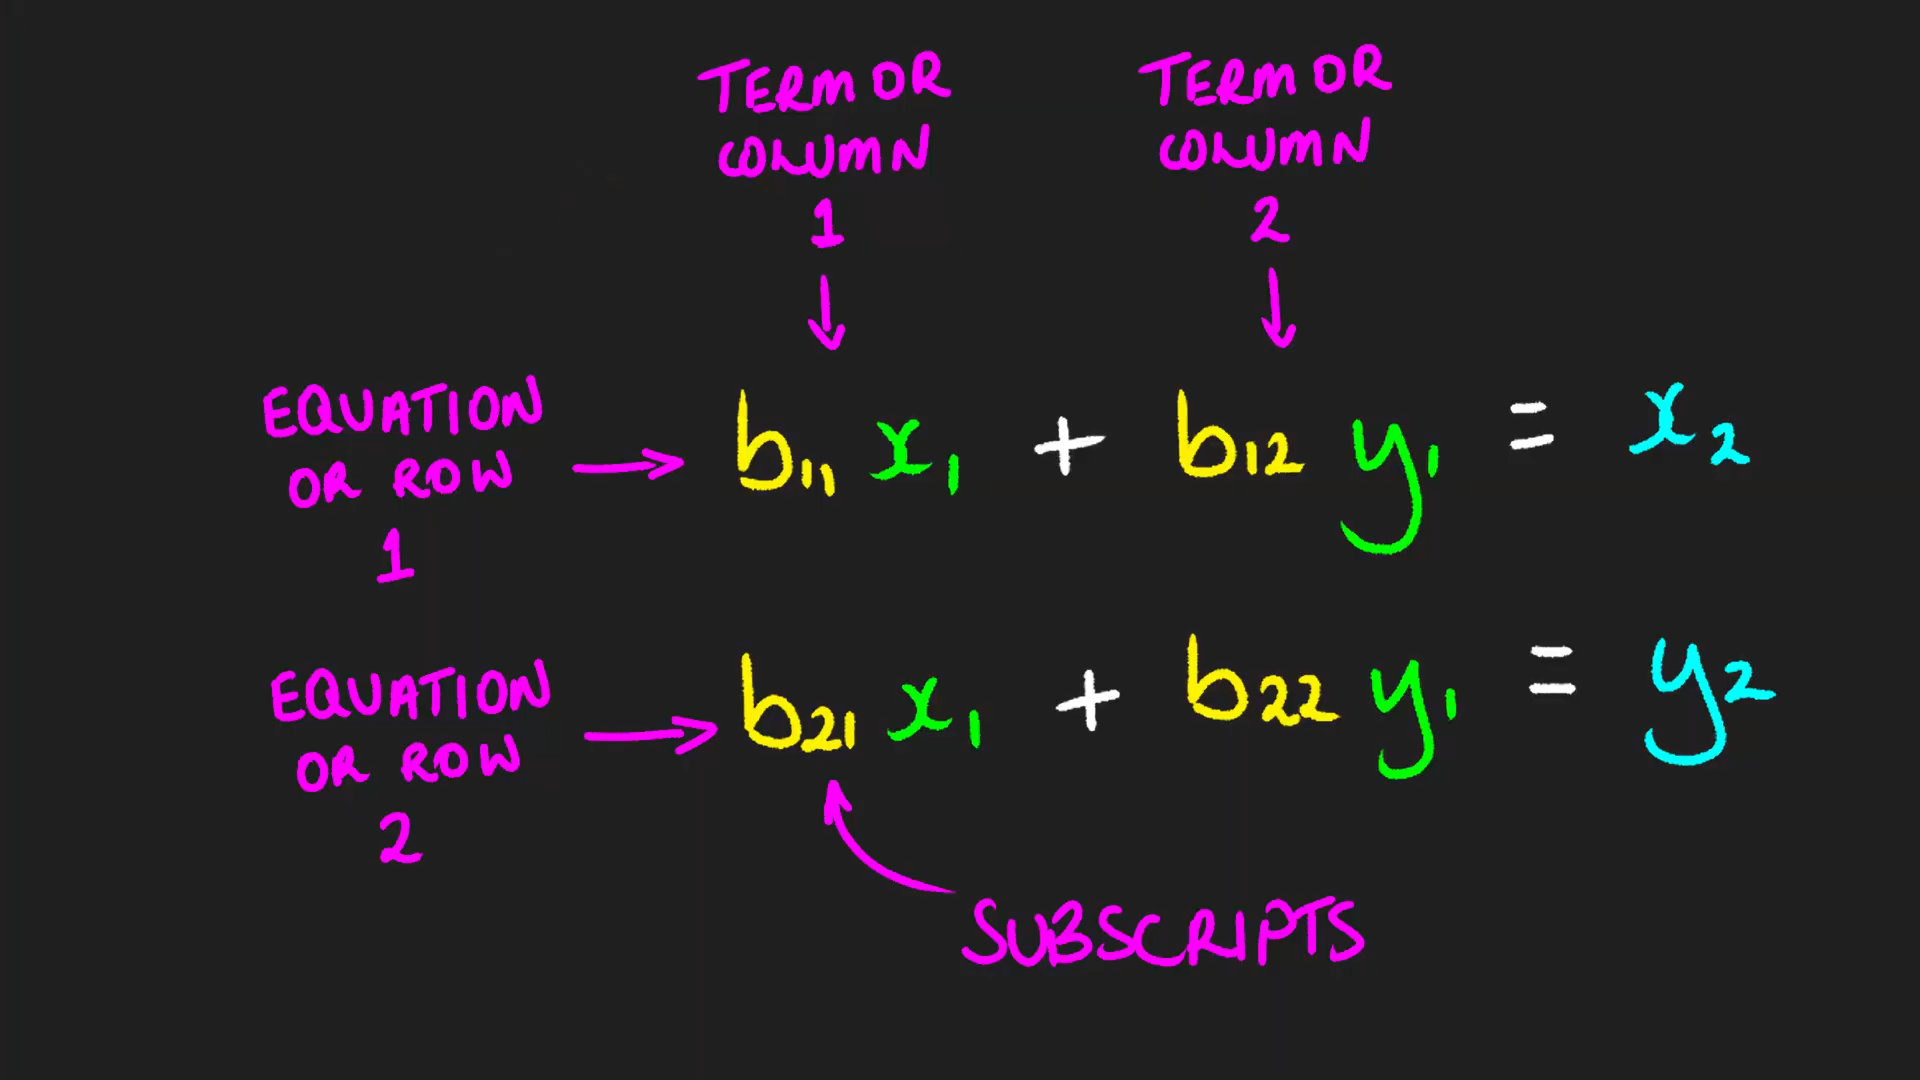 TERM OR
COLUMN
1
TERM OR
COLUMN
2
EQUATION
OR ROW
1
b₁₁ x₁ + b₁₂ y₁ = x₂
EQUATION
OR ROW
2
b₂₁ x₁ + b₂₂ y₁ = y₂
SUBSCRIPTS